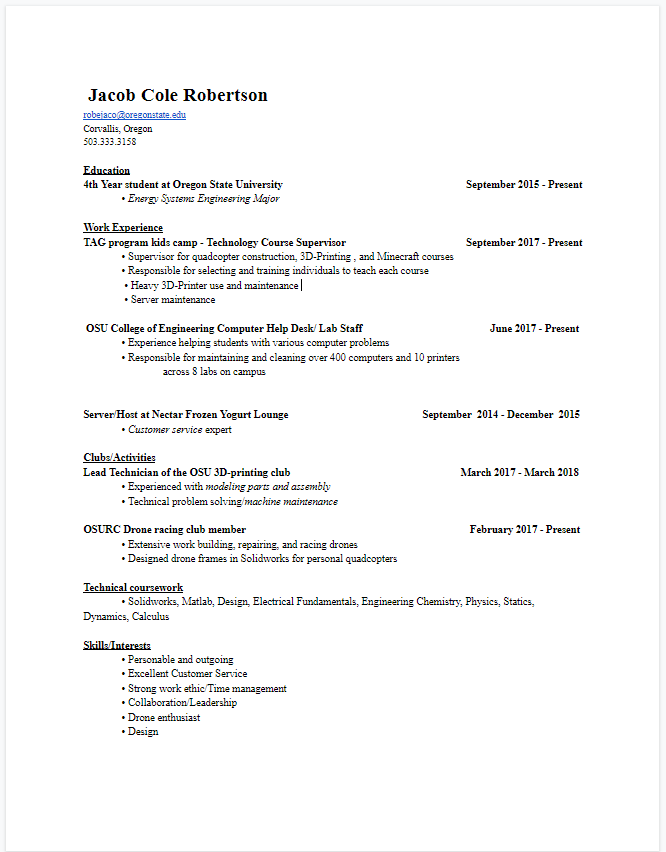 Jacob Cole Robertson
robejaco@oregonstate.edu
Corvallis, Oregon
503.333.3158
Education
4th Year student at Oregon State University September 2015 - Present
• Energy Systems Engineering Major
Work Experience
TAG program kids camp - Technology Course Supervisor September 2017 - Present
• Supervisor for quadcopter construction, 3D-Printing , and Minecraft courses
• Responsible for selecting and training individuals to teach each course
• Heavy 3D-Printer use and maintenance
• Server maintenance
OSU College of Engineering Computer Help Desk/ Lab Staff June 2017 - Present
• Experience helping students with various computer problems
• Responsible for maintaining and cleaning over 400 computers and 10 printers
across 8 labs on campus
Server/Host at Nectar Frozen Yogurt Lounge September 2014 - December 2015
• Customer service expert
Clubs/Activities
Lead Technician of the OSU 3D-printing club March 2017 - March 2018
• Experienced with modeling parts and assembly
• Technical problem solving/machine maintenance
OSURC Drone racing club member February 2017 - Present
• Extensive work building, repairing, and racing drones
• Designed drone frames in Solidworks for personal quadcopters
Technical coursework
• Solidworks, Matlab, Design, Electrical Fundamentals, Engineering Chemistry, Physics, Statics,
Dynamics, Calculus
Skills/Interests
• Personable and outgoing
• Excellent Customer Service
• Strong work ethic/Time management
• Collaboration/Leadership
• Drone enthusiast
• Design